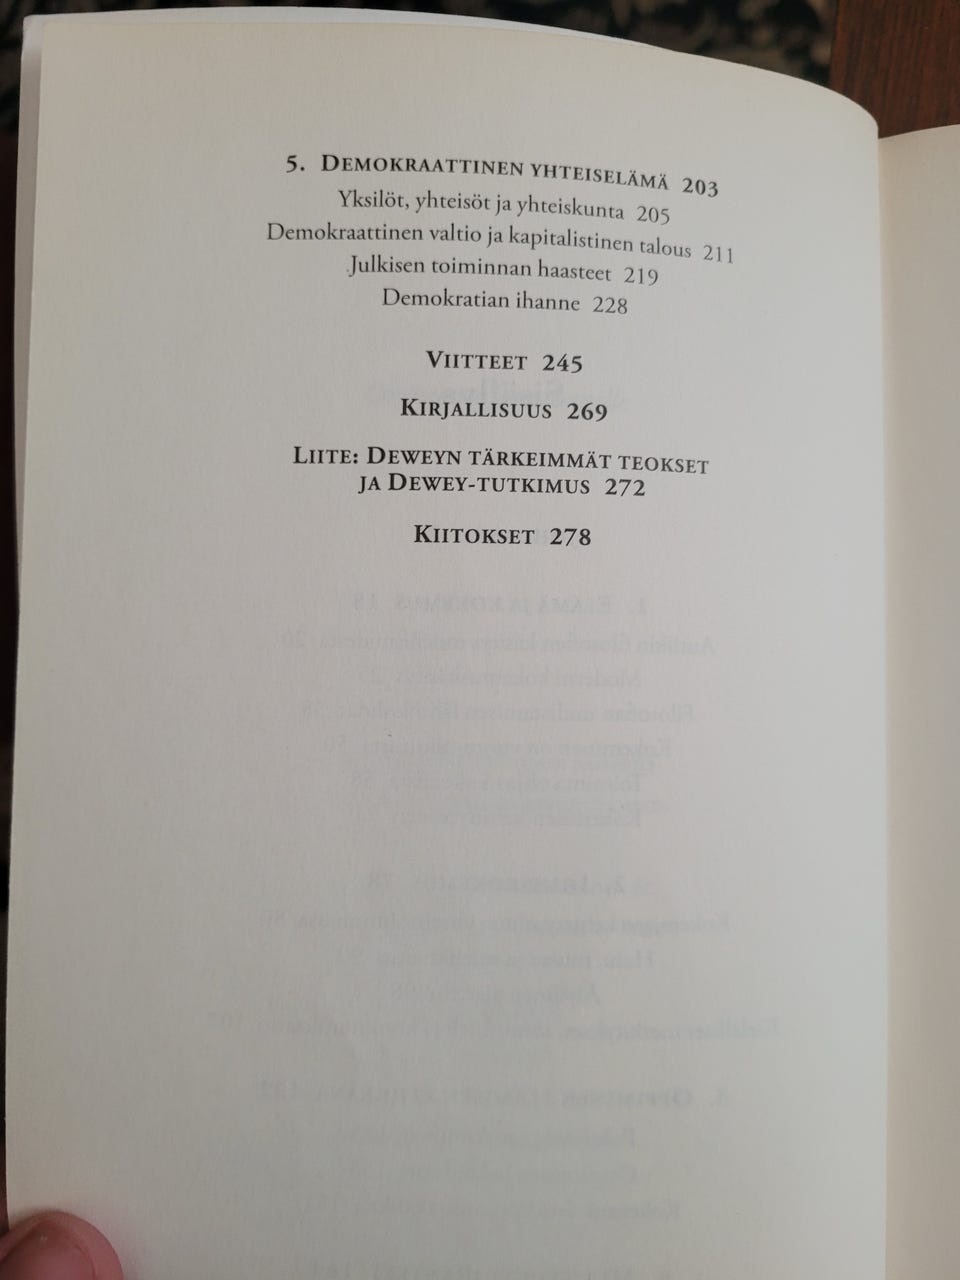 5. Demokraattinen yhteiselämä 203
Yksilöt, yhteisöt ja yhteiskunta 205
Demokraattinen valtio ja kapitalistinen talous 211
Julkisen toiminnan haasteet 219
Demokratian ihanne 228
Viitteet 245
Kirjallisuus 269
Liite: Deweyn tärkeimmät teokset
ja Dewey-tutkimus 272
Kiitokset 278